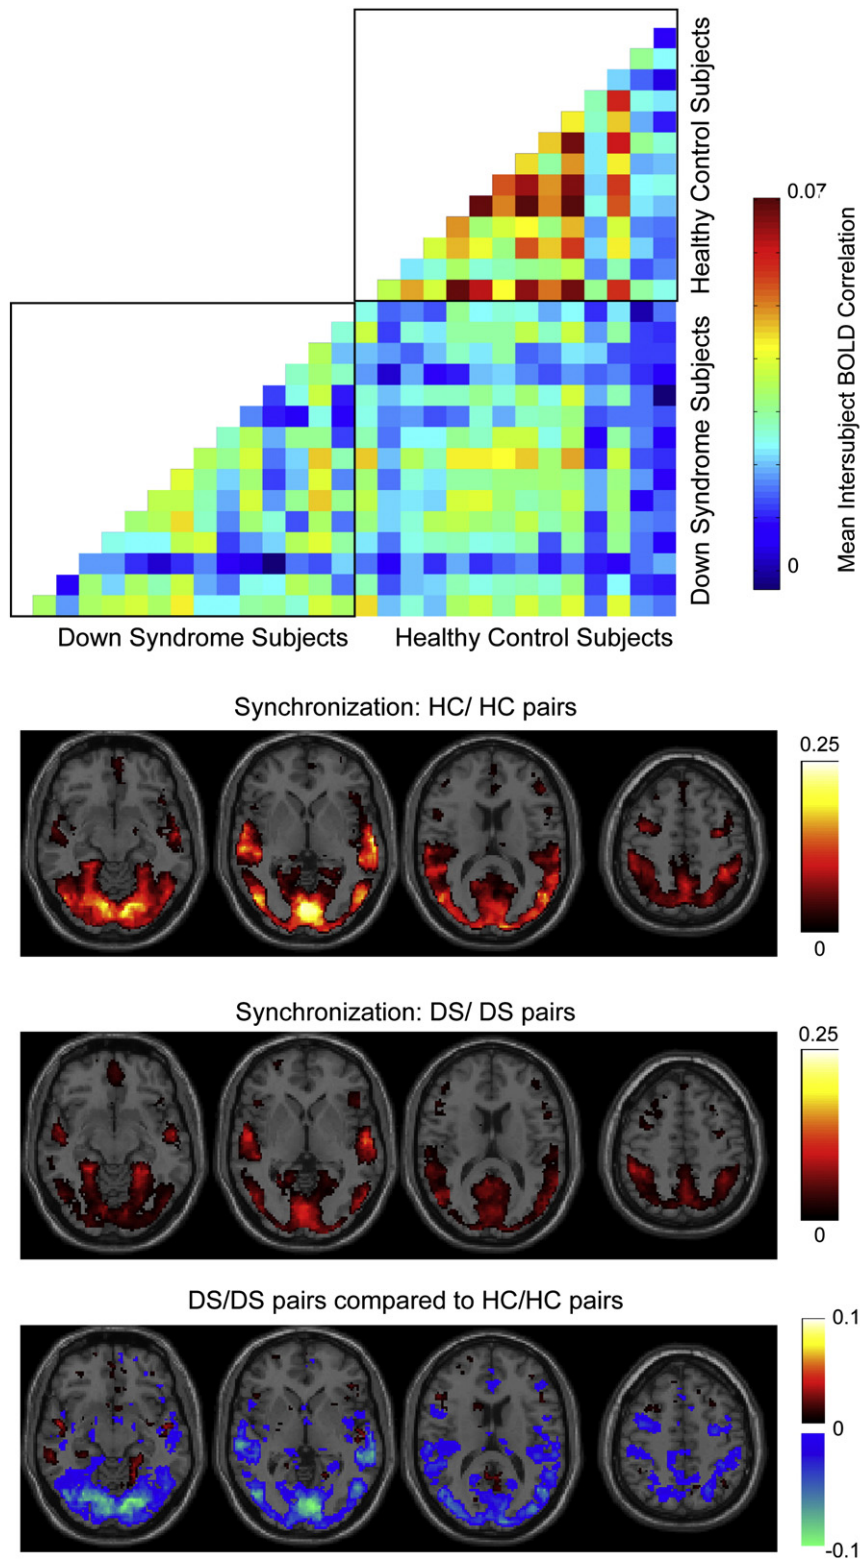 Healthy Control Subjects
Down Syndrome Subjects
0.07
0
Mean Intersubject BOLD Correlation
Down Syndrome Subjects
Healthy Control Subjects
Synchronization: HC/ HC pairs
0.25
0
Synchronization: DS/ DS pairs
0.25
0
DS/DS pairs compared to HC/HC pairs
0.1
0
-0.1